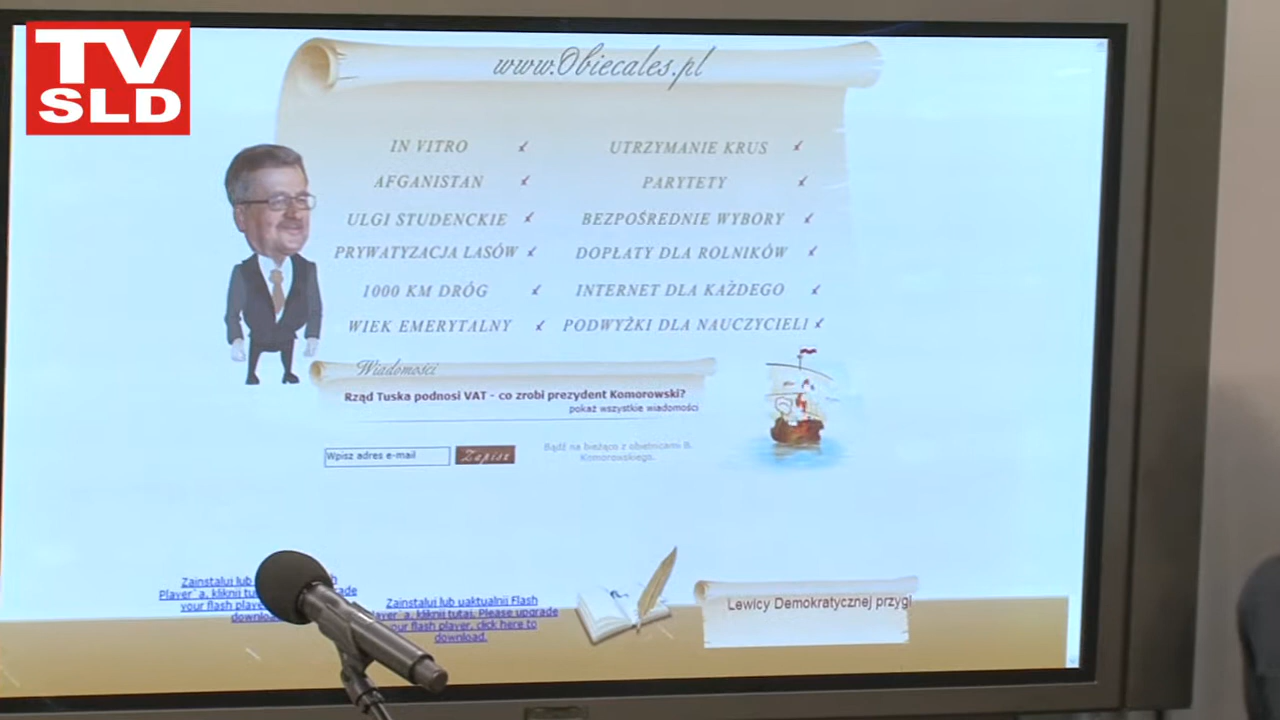 TV
SLD
www.Obiecales.pl
IN VITRO
UTRZYMANIE KRUS
AFGANISTAN
PARYTETY
ULGI STUDENCKIE
BEZPOŚREDNIE WYBORY
PRYWATYZACJA LASÓW
DOPŁATY DLA ROLNIKÓW
1000 KM DRÓG
INTERNET DLA KAŻDEGO
WIEK EMERYTALNY
PODWYŻKI DLA NAUCZYCIELI
Wiadomości
Rząd Tuska podnosi VAT - co zrobi prezydent Komorowski?
pokaż wszystkie wiadomości
Wpisz adres e-mail
Zapisz
Bądź na bieżąco z obietnicami B.
Komorowskiego.
Zainstaluj lub
Player`a, kliknij
your flash
Zainstaluj lub uaktualnij Flash
kliknij tutaj. Please upgrade
your flash player, click here to
download.
Lewicy Demokratycznej przygl